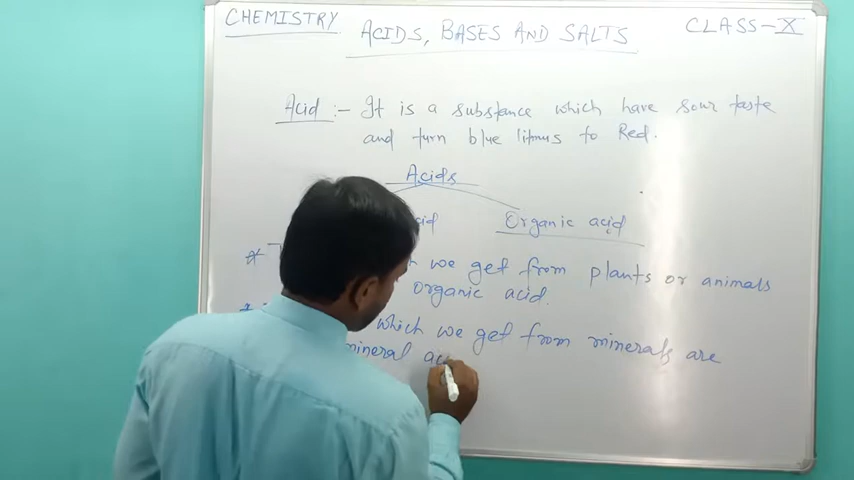 CHEMISTRY
ACIDS, BASES AND SALTS
CLASS-X
Acid :- It is a substance which have sour taste
and turn blue litmus to Red.
Acids
Organic acid
* we get from plants or animals
organic acid.
which we get from minerals are
mineral